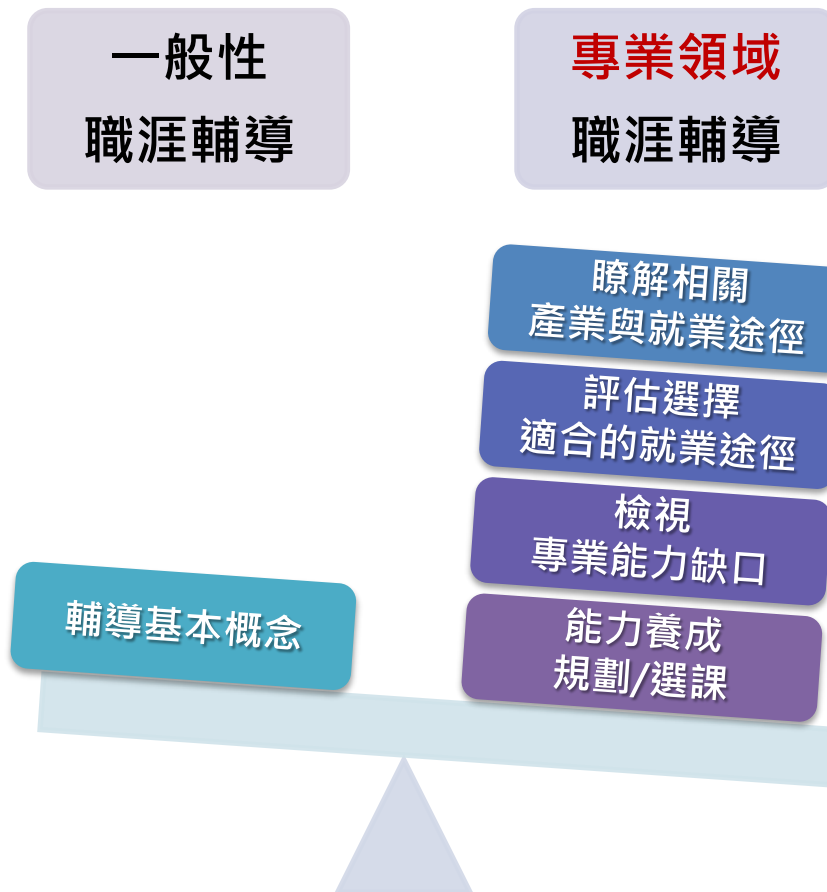 一般性
職涯輔導
專業領域
職涯輔導
瞭解相關
產業與就業途徑
評估選擇
適合的就業途徑
檢視
專業能力缺口
能力養成
規劃/選課
輔導基本概念